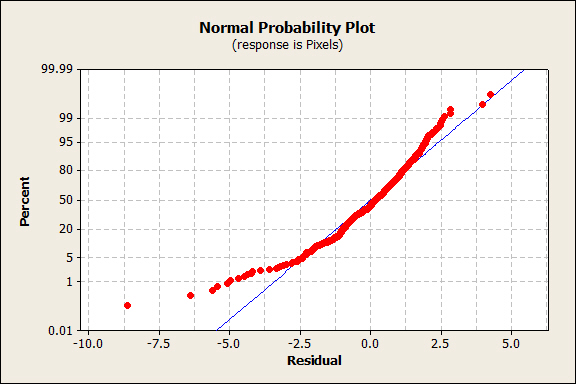 Normal Probability Plot
(response is Pixels)
99.99
99
95
80
50
20
5
1
0.01
Percent
-10.0 -7.5 -5.0 -2.5 0.0 2.5 5.0
Residual